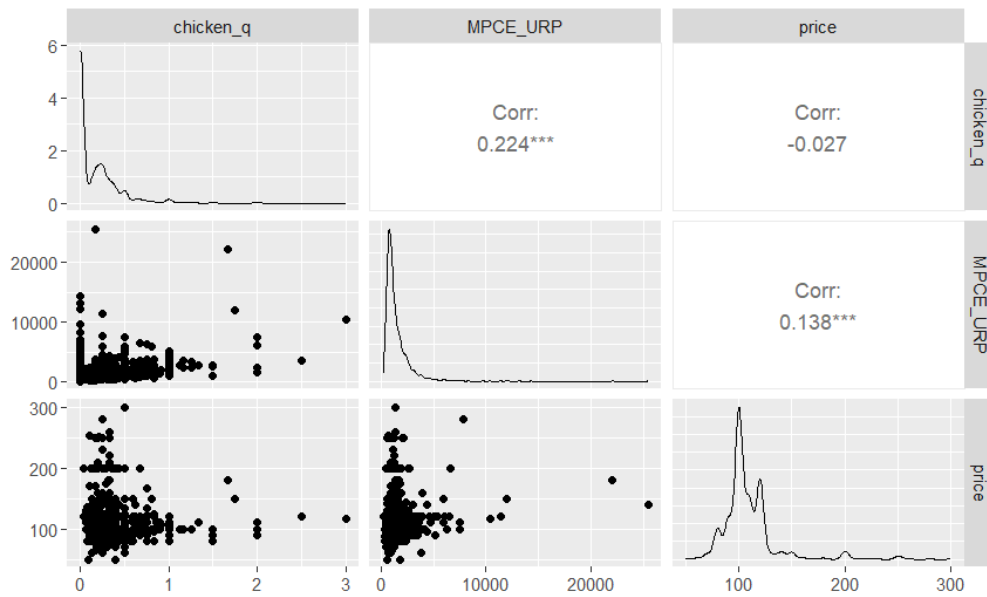 chicken_q MPCE_URP price
6
4
2
0
Corr:
0.224***
Corr:
-0.027
chicken_q
20000
10000
0
Corr:
0.138***
MPCE_URP
300
200
100
price
0 1 2 3 0 10000 20000 100 200 300